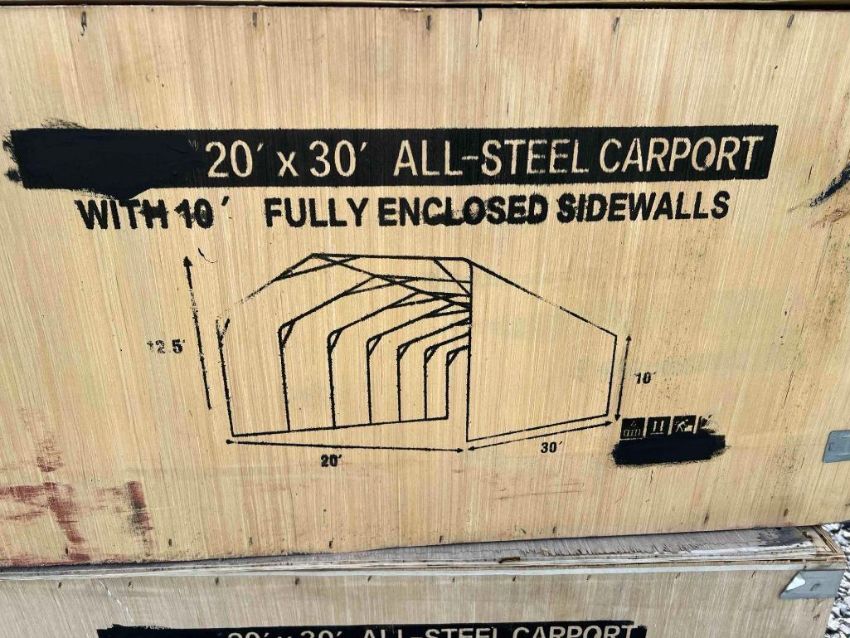 20' x 30' ALL-STEEL CARPORT
WITH 10' FULLY ENCLOSED SIDEWALLS
12.5'
10'
20'
30'
20' x 30' ALL-STEEL CARPORT